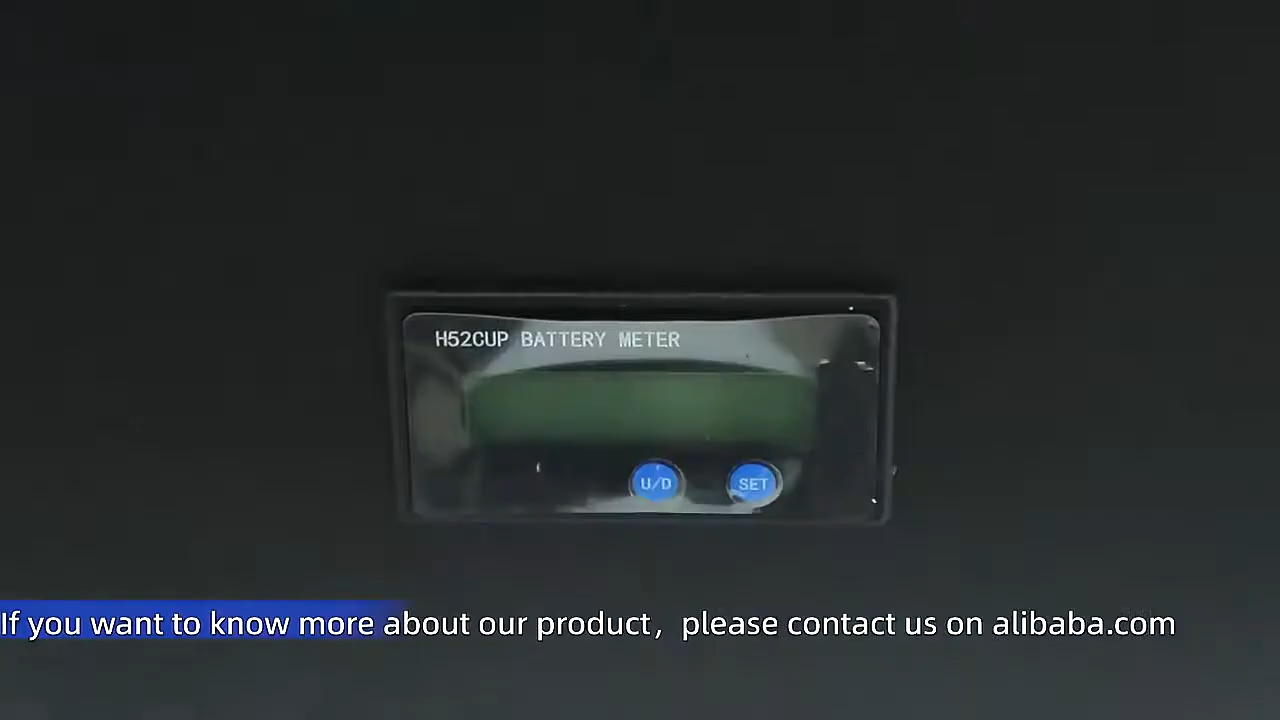 H52CUP BATTERY METER
U/D SET
If you want to know more about our product，please contact us on alibaba.com